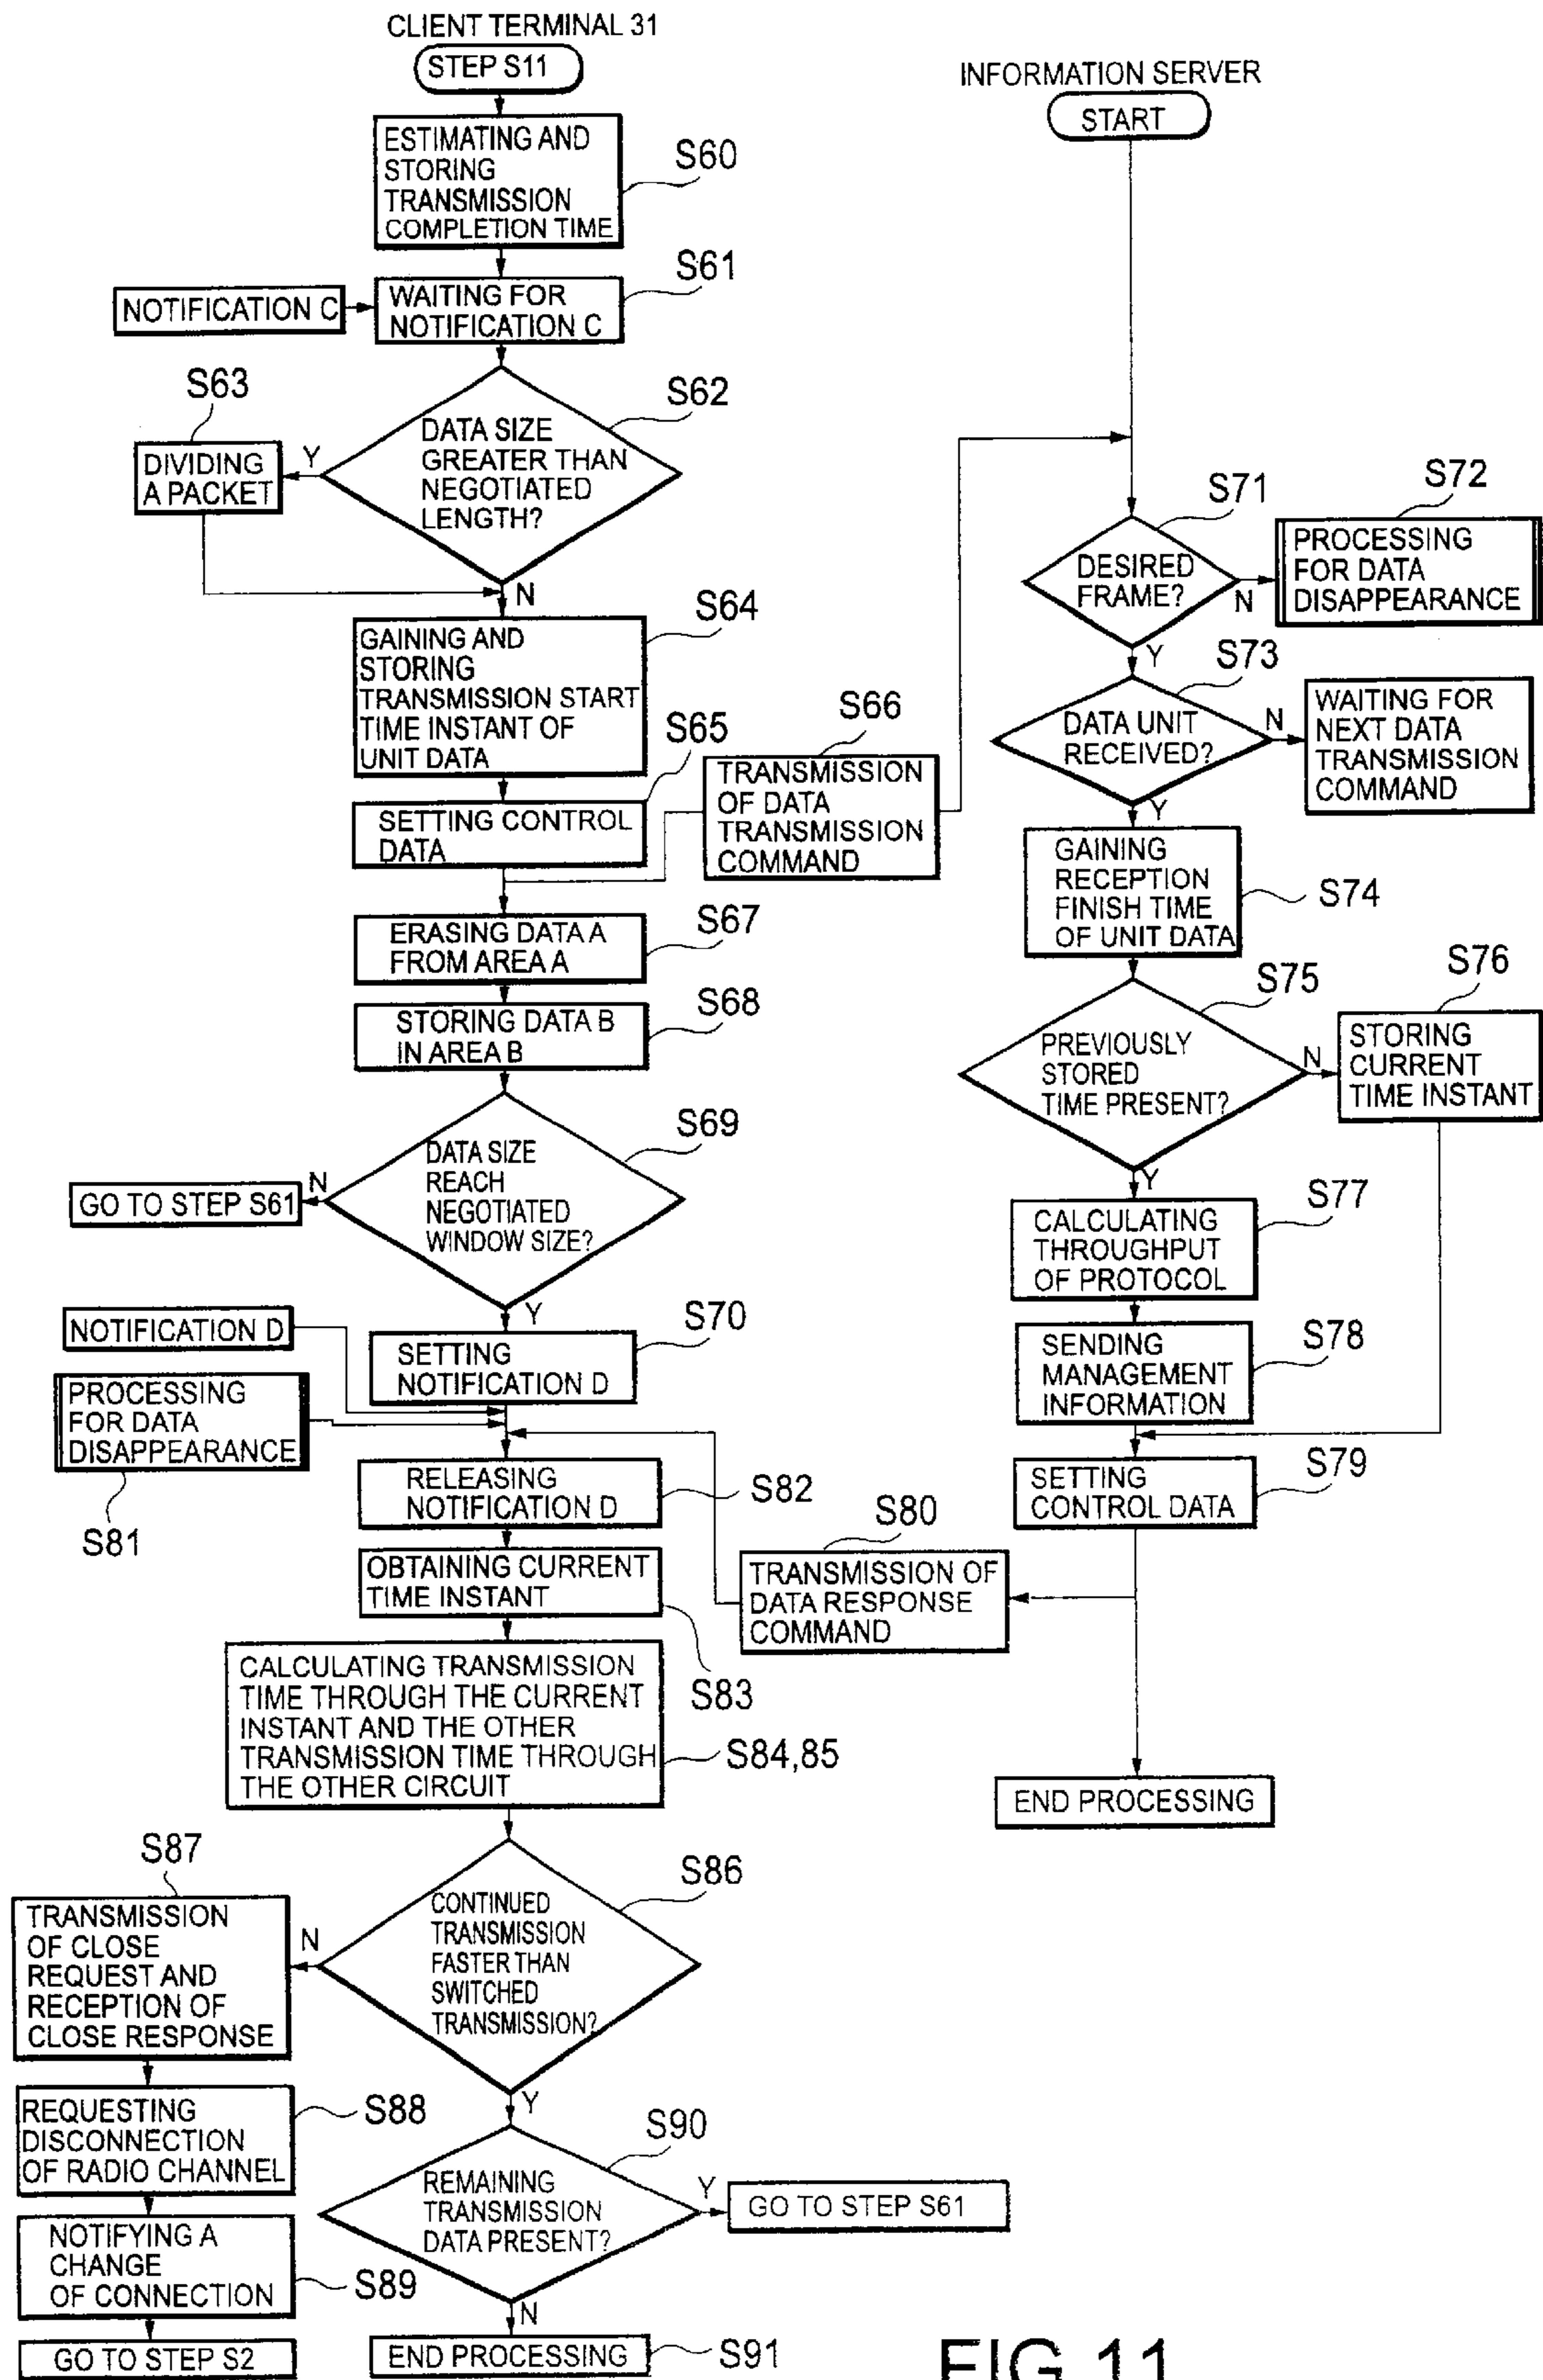 CLIENT TERMINAL 31
STEP S11
ESTIMATING AND
STORING
TRANSMISSION
COMPLETION TIME
S60
NOTIFICATION C
WAITING FOR
NOTIFICATION C
S61
S63
DIVIDING
A PACKET
Y
DATA SIZE
GREATER THAN
NEGOTIATED
LENGTH?
S62
N
GAINING AND
STORING
TRANSMISSION START
TIME INSTANT OF
UNIT DATA
S64
SETTING CONTROL
DATA
S65
S66
TRANSMISSION
OF DATA
TRANSMISSION
COMMAND
ERASING DATA A
FROM AREA A
S67
STORING DATA B
IN AREA B
S68
DATA SIZE
REACH
NEGOTIATED
WINDOW SIZE?
S69
N
GO TO STEP S61
Y
NOTIFICATION D
SETTING
NOTIFICATION D
S70
PROCESSING
FOR DATA
DISAPPEARANCE
S81
RELEASING
NOTIFICATION D
S82
OBTAINING CURRENT
TIME INSTANT
S83
CALCULATING TRANSMISSION
TIME THROUGH THE CURRENT
INSTANT AND THE OTHER
TRANSMISSION TIME THROUGH
THE OTHER CIRCUIT
S84,85
CONTINUED
TRANSMISSION
FASTER THAN
SWITCHED
TRANSMISSION?
S86
N
S87
TRANSMISSION
OF CLOSE
REQUEST AND
RECEPTION OF
CLOSE RESPONSE
REQUESTING
DISCONNECTION
OF RADIO CHANNEL
S88
NOTIFYING A
CHANGE
OF CONNECTION
S89
GO TO STEP S2
Y
REMAINING
TRANSMISSION
DATA PRESENT?
S90
Y
GO TO STEP S61
N
END PROCESSING
S91
INFORMATION SERVER
START
DESIRED
FRAME?
S71
N
S72
PROCESSING
FOR DATA
DISAPPEARANCE
Y
S73
DATA UNIT
RECEIVED?
N
WAITING FOR
NEXT DATA
TRANSMISSION
COMMAND
Y
GAINING
RECEPTION
FINISH TIME
OF UNIT DATA
S74
PREVIOUSLY
STORED
TIME PRESENT?
S75
N
S76
STORING
CURRENT
TIME INSTANT
Y
CALCULATING
THROUGHPUT
OF PROTOCOL
S77
SENDING
MANAGEMENT
INFORMATION
S78
SETTING
CONTROL DATA
S79
S80
TRANSMISSION OF
DATA RESPONSE
COMMAND
END PROCESSING
FIG.11